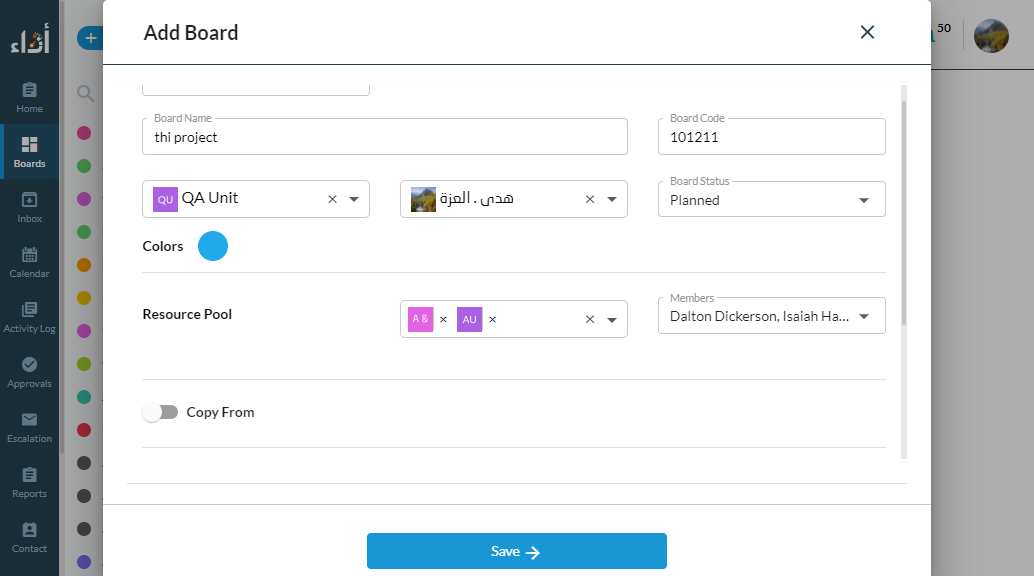 أداء
Home
Boards
Inbox
Calendar
Activity Log
Approvals
Escalation
Reports
Contact
50
Add Board
Board Name
thi project
Board Code
101211
QU QA Unit
هدى . العزة
Board Status
Planned
Colors
Resource Pool
A &
AU
Members
Dalton Dickerson, Isaiah Ha...
Copy From
Save